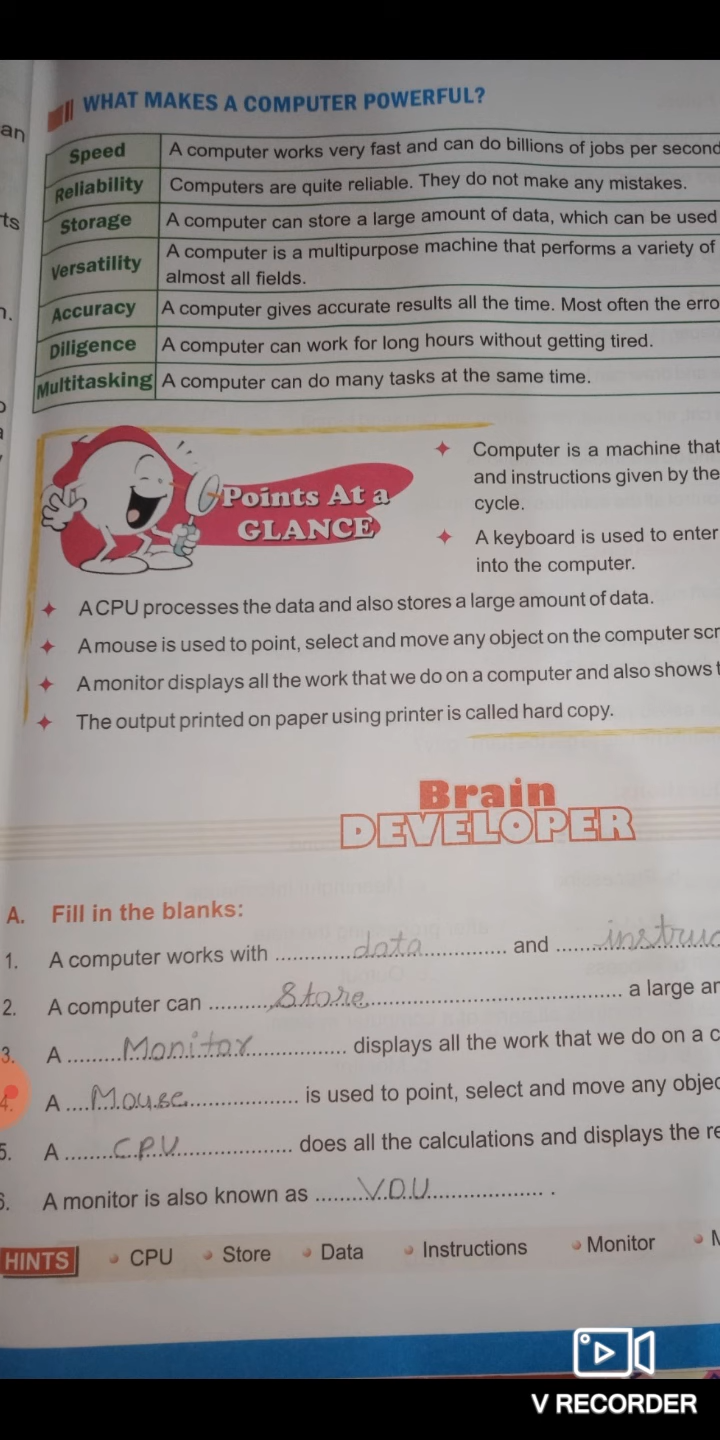 WHAT MAKES A COMPUTER POWERFUL?
an
Speed A computer works very fast and can do billions of jobs per second
Reliability Computers are quite reliable. They do not make any mistakes.
ts
Storage A computer can store a large amount of data, which can be used
Versatility A computer is a multipurpose machine that performs a variety of
almost all fields.
Accuracy A computer gives accurate results all the time. Most often the erro
Diligence A computer can work for long hours without getting tired.
Multitasking A computer can do many tasks at the same time.
Points At a
GLANCE
Computer is a machine that
and instructions given by the
cycle.
A keyboard is used to enter
into the computer.
A CPU processes the data and also stores a large amount of data.
A mouse is used to point, select and move any object on the computer scr
A monitor displays all the work that we do on a computer and also shows t
The output printed on paper using printer is called hard copy.
Brain
DEVELOPER
A. Fill in the blanks:
1. A computer works with ........data........ and ........instruc
2. A computer can ........Store........ a large a
3. A ........Monitor........ displays all the work that we do on a c
4. A ....Mouse........ is used to point, select and move any objec
5. A ........C.P.U........ does all the calculations and displays the re
6. A monitor is also known as ........V.D.U........ .
HINTS • CPU • Store • Data • Instructions • Monitor • M
V RECORDER